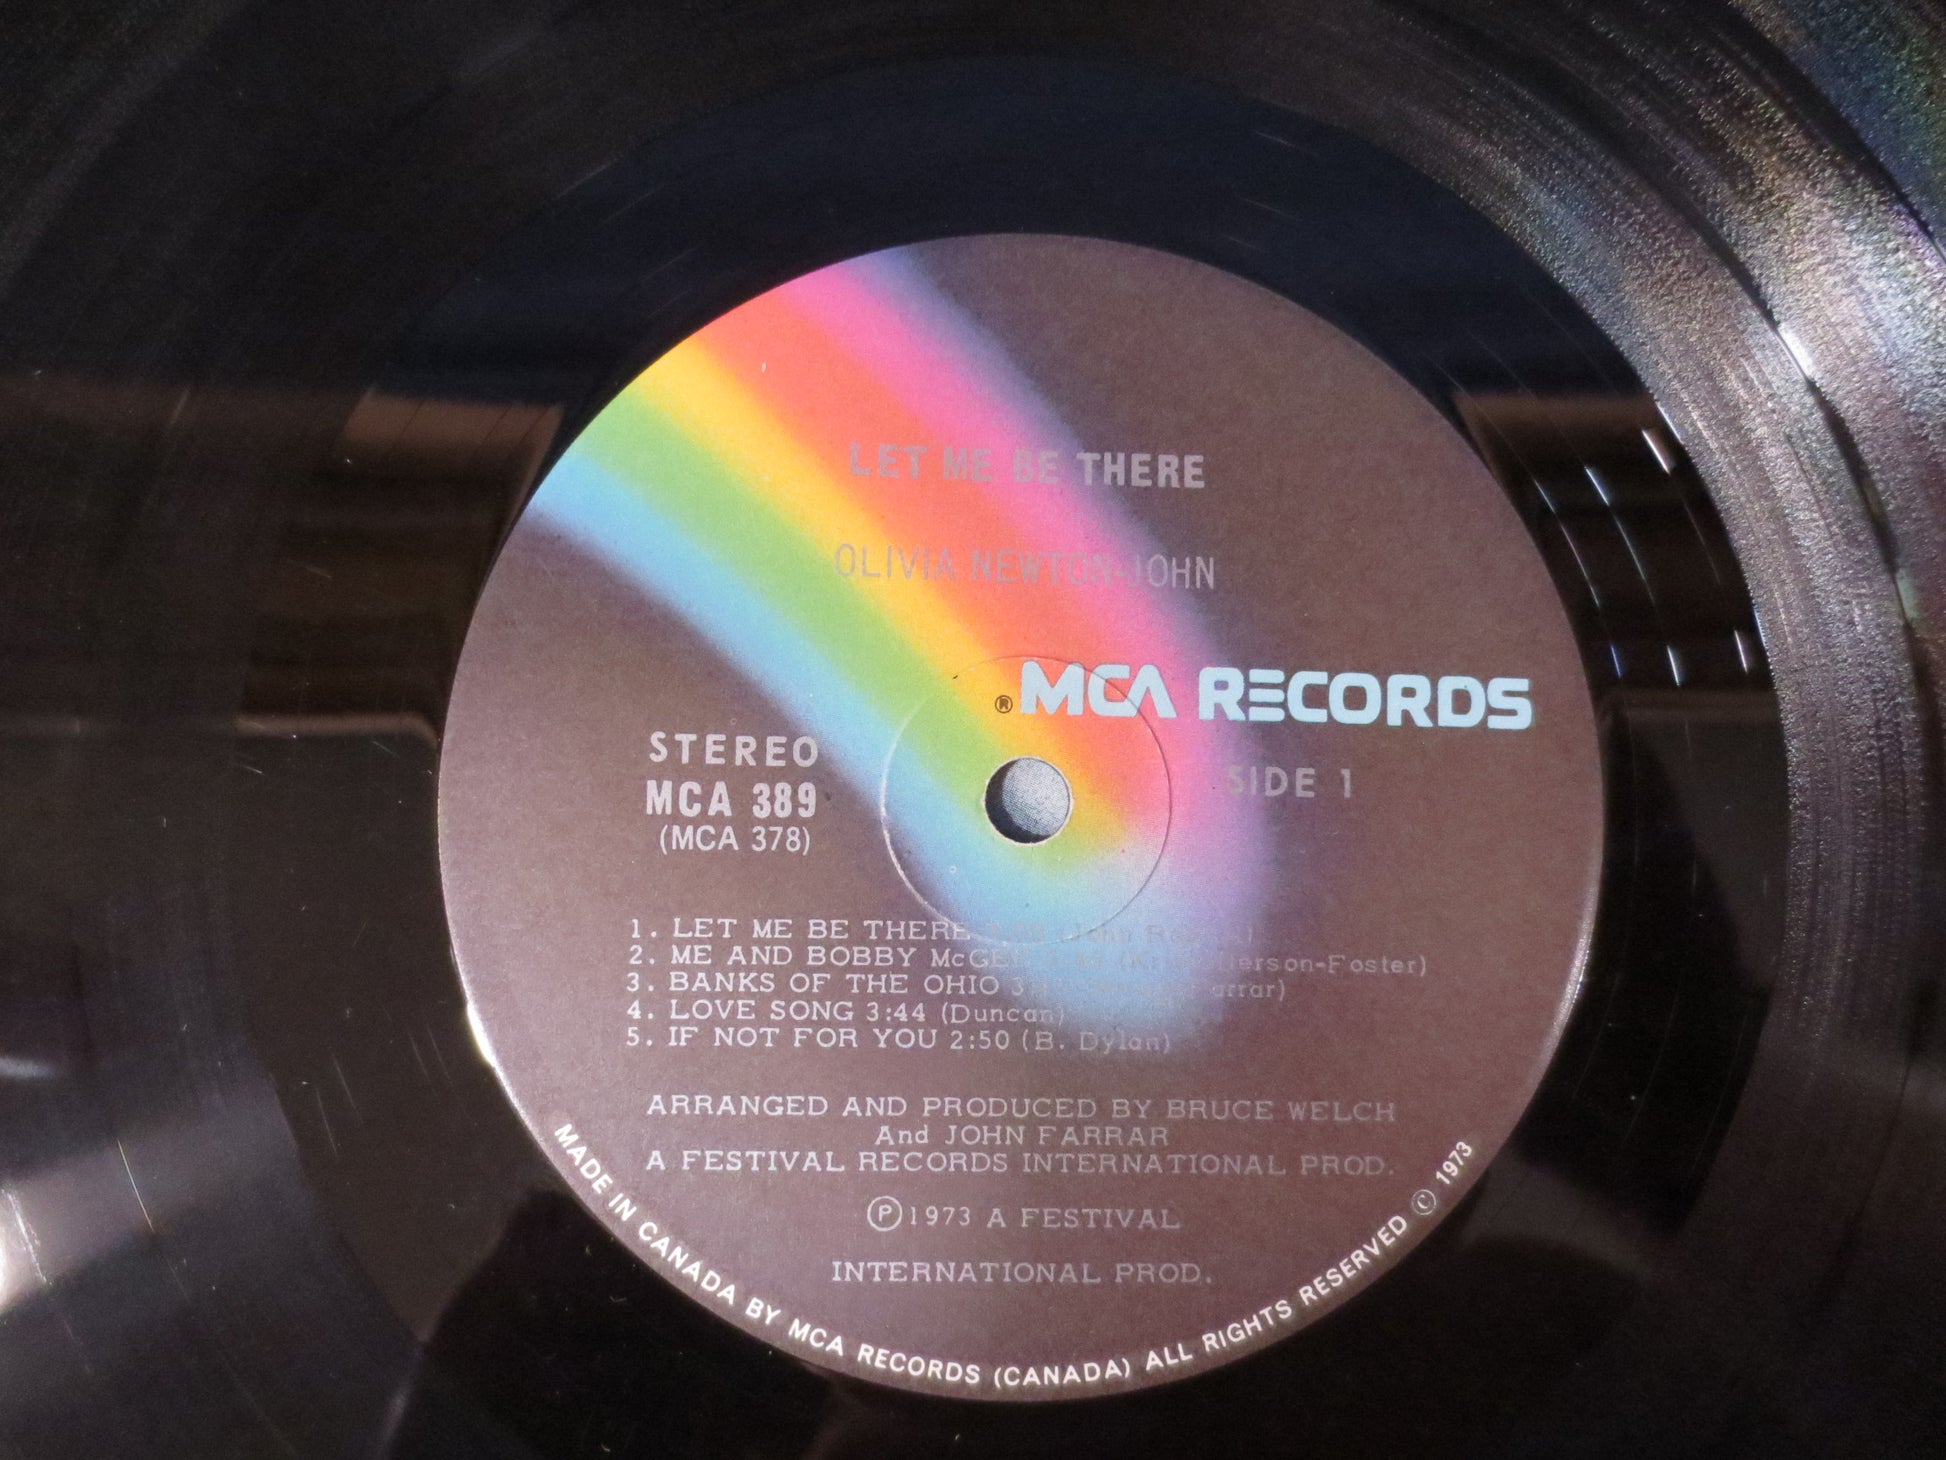 LET ME BE THERE
OLIVIA NEWTON-JOHN
® MCA RECORDS
STEREO
MCA 389
(MCA 378)
SIDE 1
1. LET ME BE THERE (John
2. ME AND BOBBY McGEE
3. BANKS OF THE OHIO
4. LOVE SONG 3:44 (Duncan)
5. IF NOT FOR YOU 2:50 (B. Dylan)
ARRANGED AND PRODUCED BY BRUCE WELCH
And JOHN FARRAR
A FESTIVAL RECORDS INTERNATIONAL PROD.
Ⓟ1973 A FESTIVAL
INTERNATIONAL PROD.
MADE IN CANADA BY MCA RECORDS (CANADA) ALL RIGHTS RESERVED © 1973